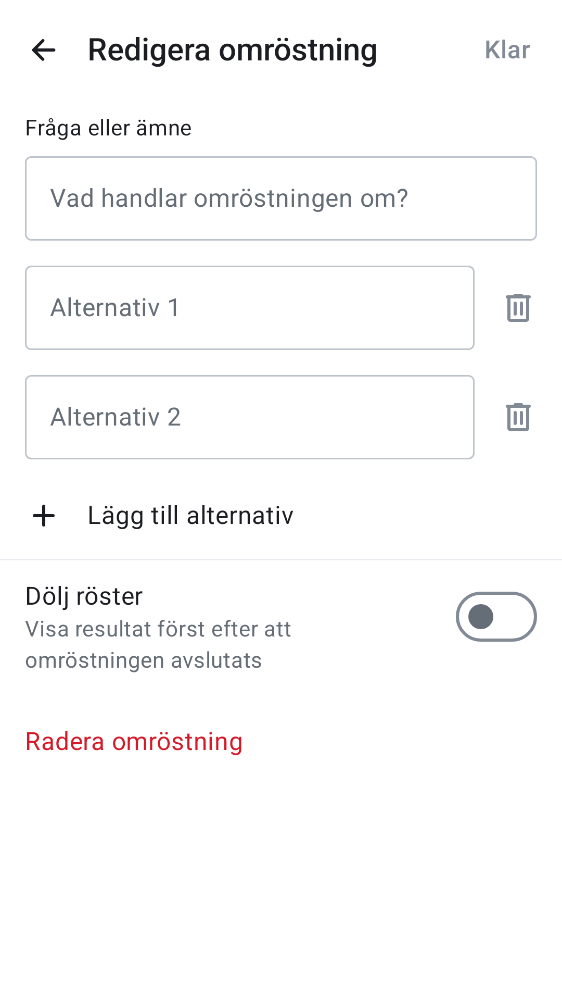 Redigera omröstning
Klar
Fråga eller ämne
Vad handlar omröstningen om?
Alternativ 1
Alternativ 2
Lägg till alternativ
Dölj röster
Visa resultat först efter att
omröstningen avslutats
Radera omröstning